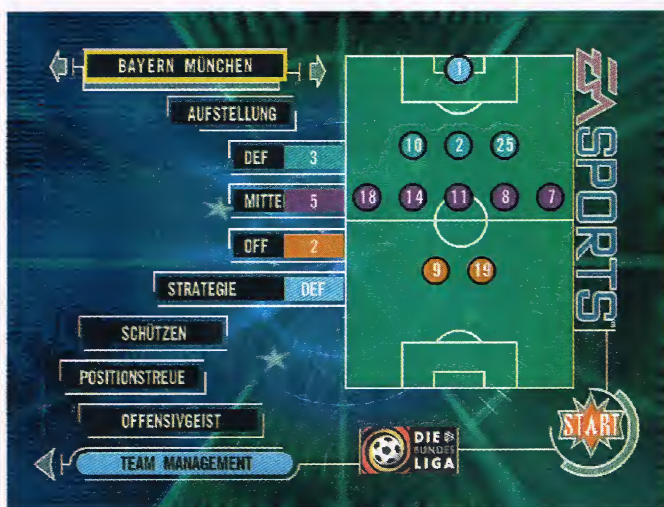 BAYERN MÜNCHEN
AUFSTELLUNG
DEF 3
MITTE 5
OFF 2
STRATEGIE DEF
SCHÜTZEN
POSITIONSTREUE
OFFENSIVGEIST
TEAM MANAGEMENT
1
10 2 25
18 14 11 8 7
9 19
EA SPORTS
DIE
BUNDES
LIGA
START